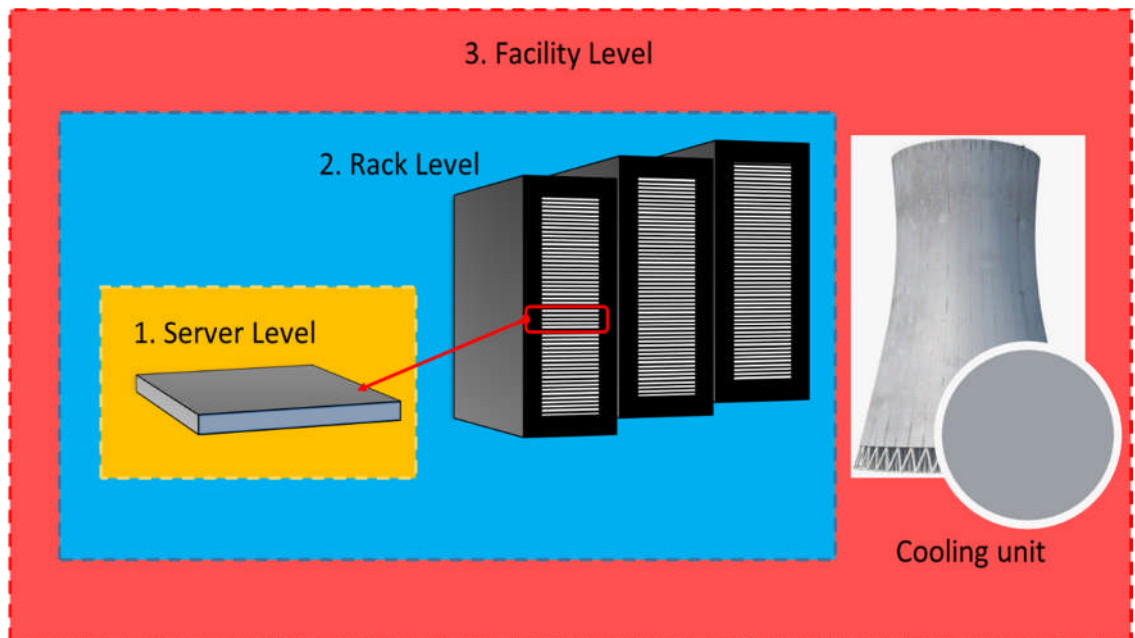 3. Facility Level
2. Rack Level
1. Server Level
Cooling unit